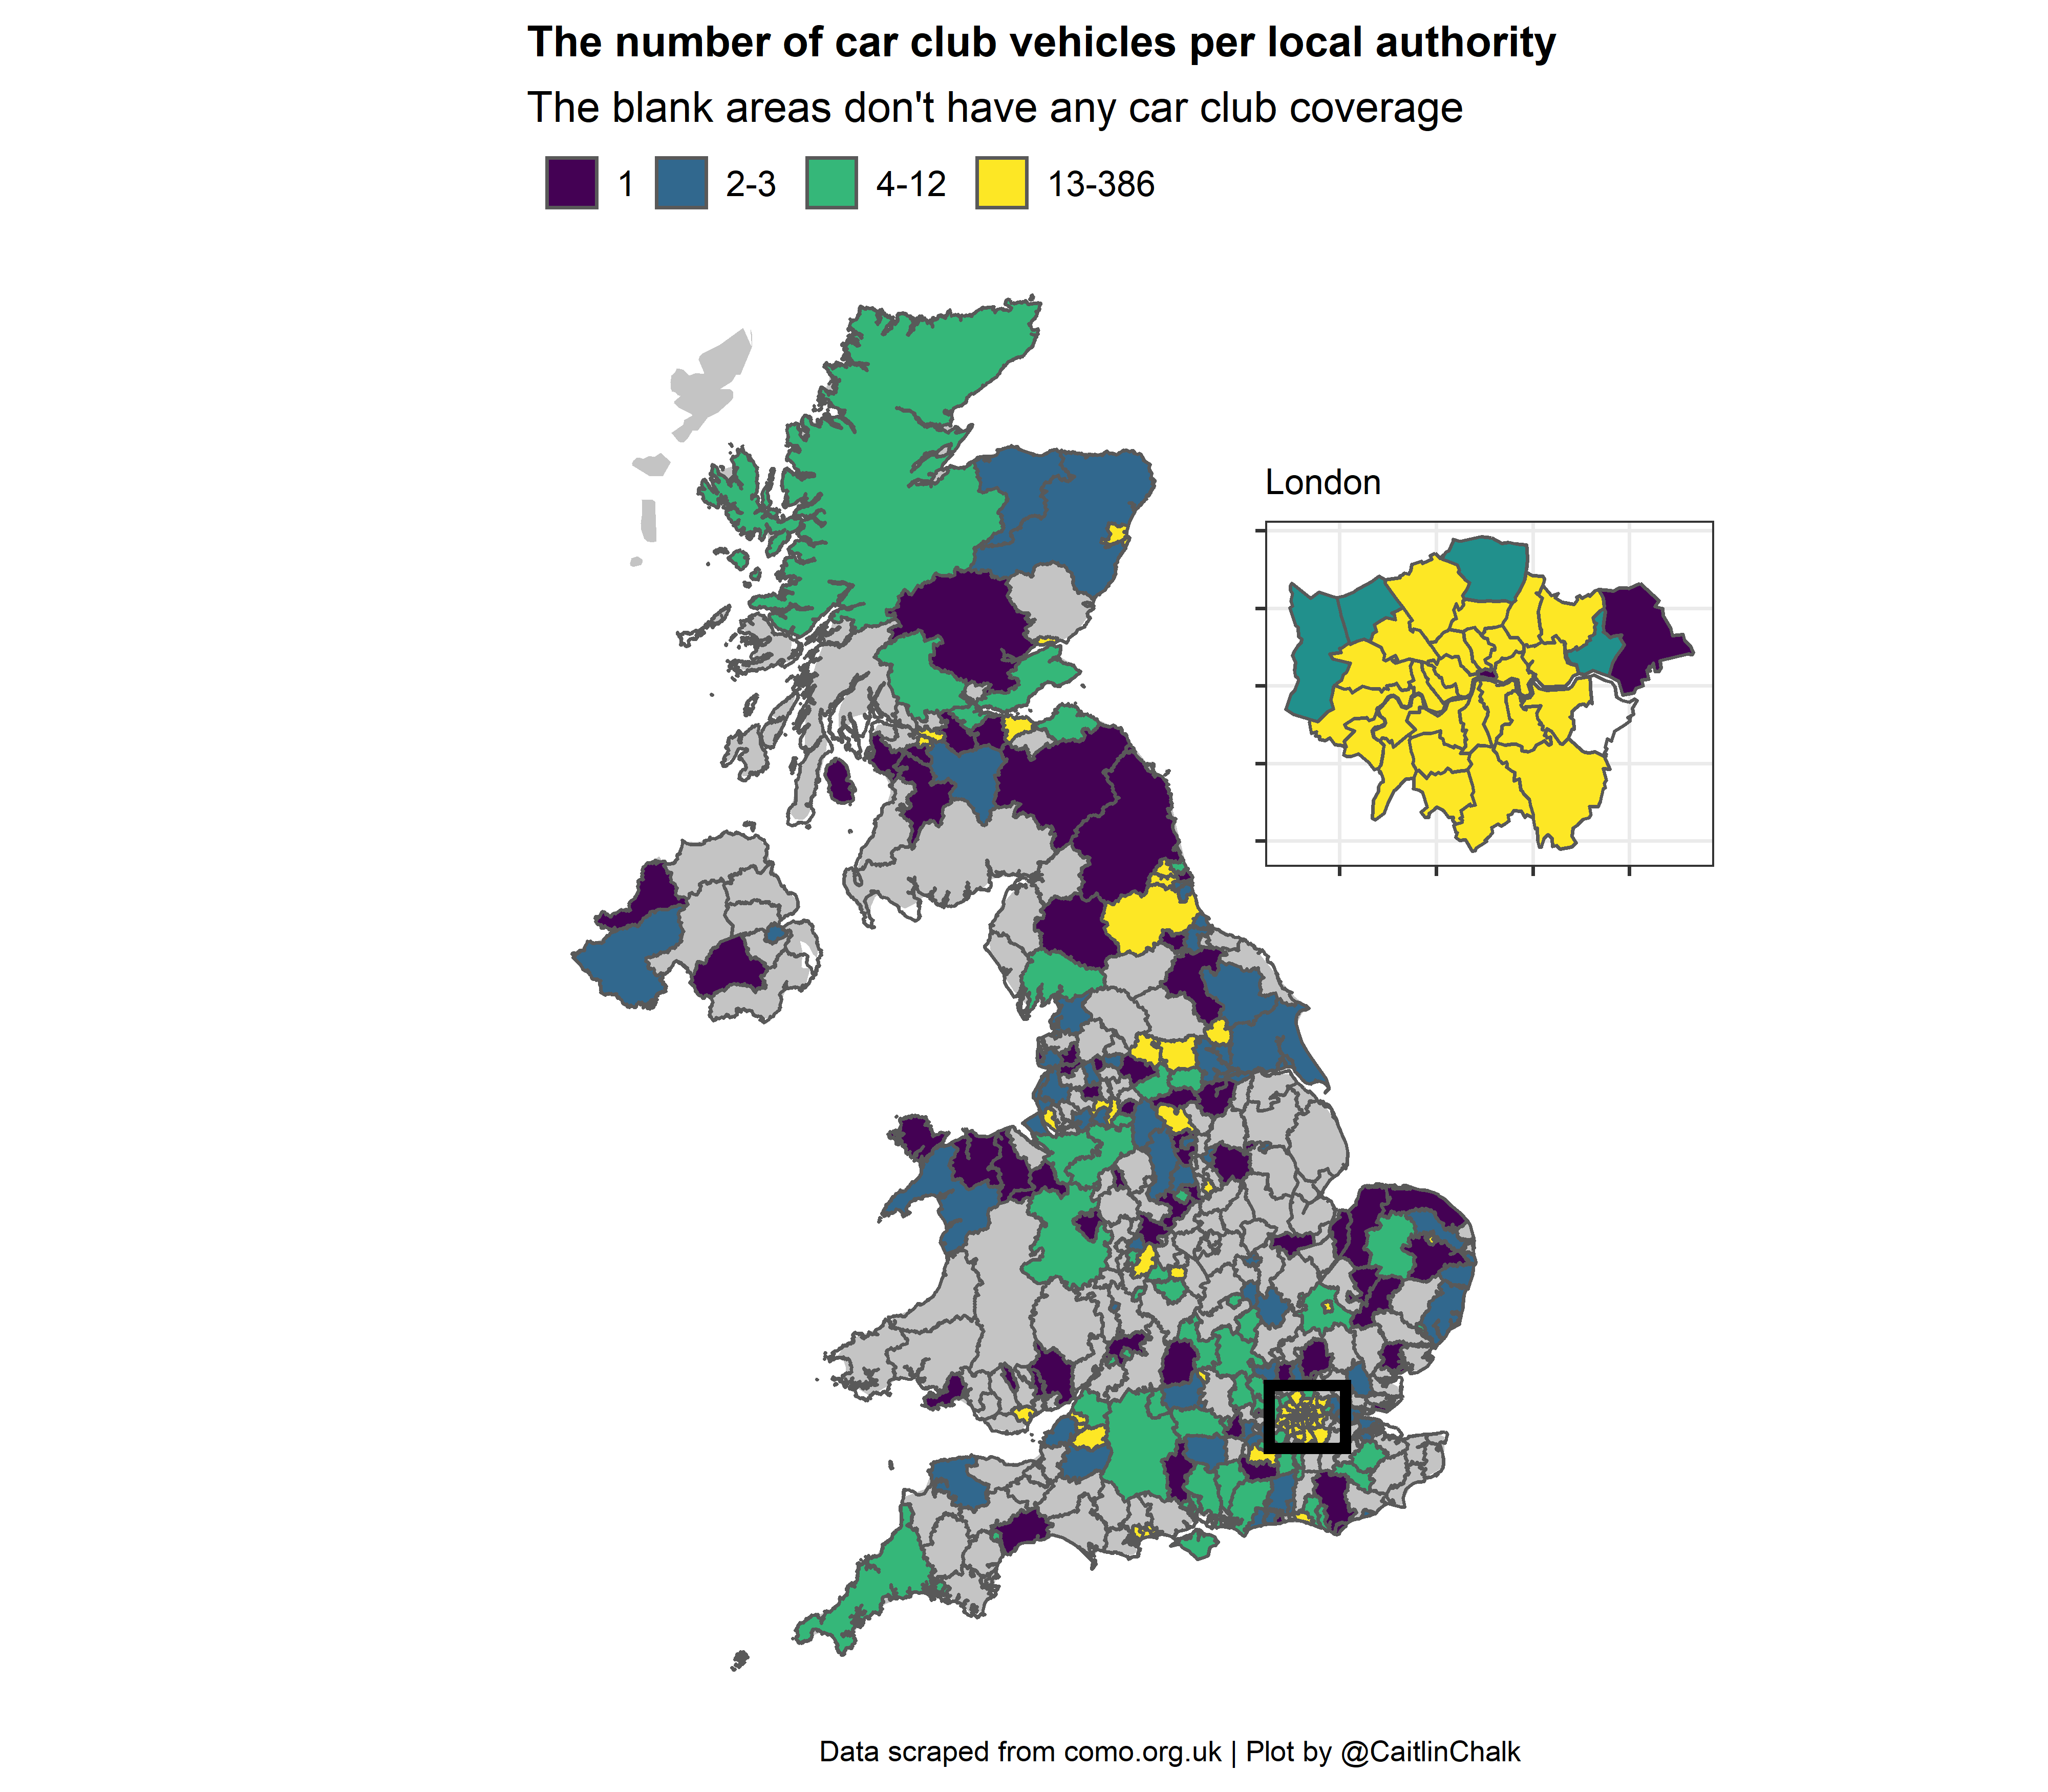 The number of car club vehicles per local authority
The blank areas don't have any car club coverage
1 2-3 4-12 13-386
London
Data scraped from como.org.uk | Plot by @CaitlinChalk